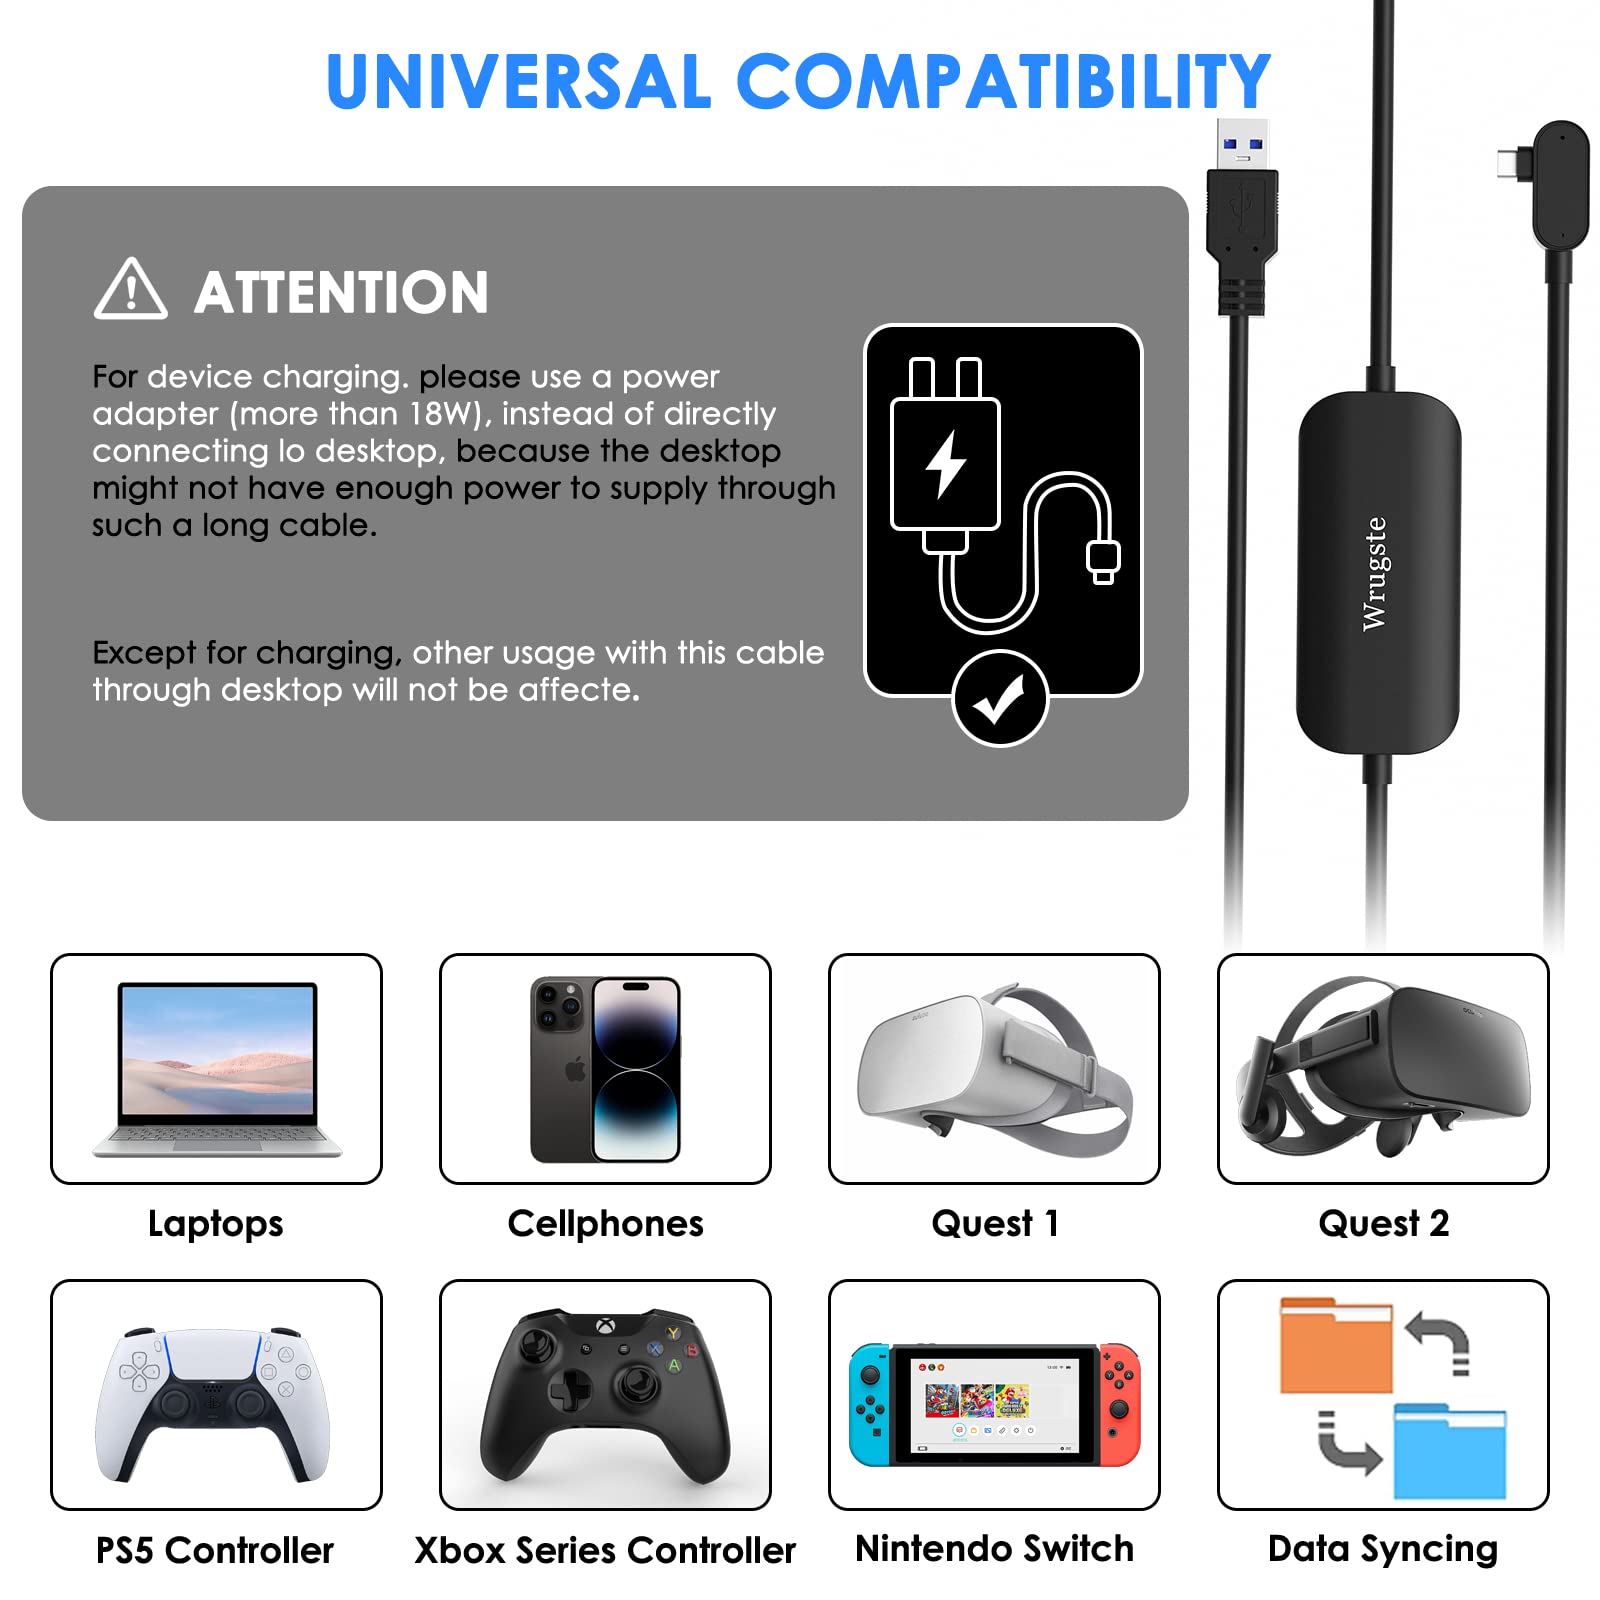 UNIVERSAL COMPATIBILITY
ATTENTION
For device charging. please use a power
adapter (more than 18W), instead of directly
connecting lo desktop, because the desktop
might not have enough power to supply through
such a long cable.
Except for charging, other usage with this cable
through desktop will not be affecte.
Wrugste
Laptops
Cellphones
Quest 1
Quest 2
Y
X
B
A
PS5 Controller
Xbox Series Controller
Nintendo Switch
Data Syncing